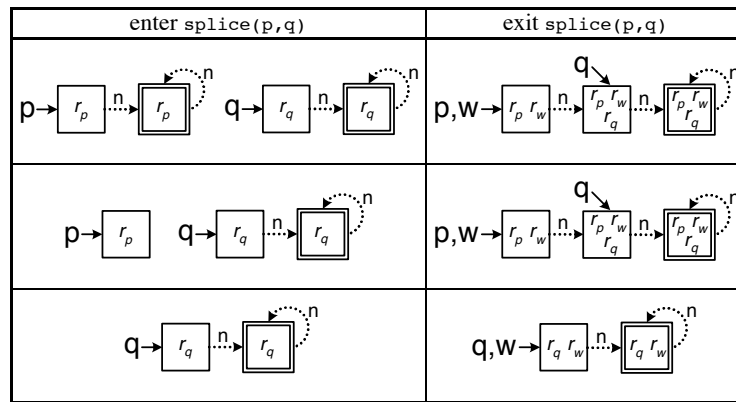 enter splice(p,q) exit splice(p,q)
n n q n
p r_p n r_p q r_q n r_q p,w r_p r_w n r_p r_w r_q n r_p r_w r_q
n q n
p r_p q r_q n r_q p,w r_p r_w n r_p r_w r_q n r_p r_w r_q
n n
q r_q n r_q q,w r_q r_w n r_q r_w